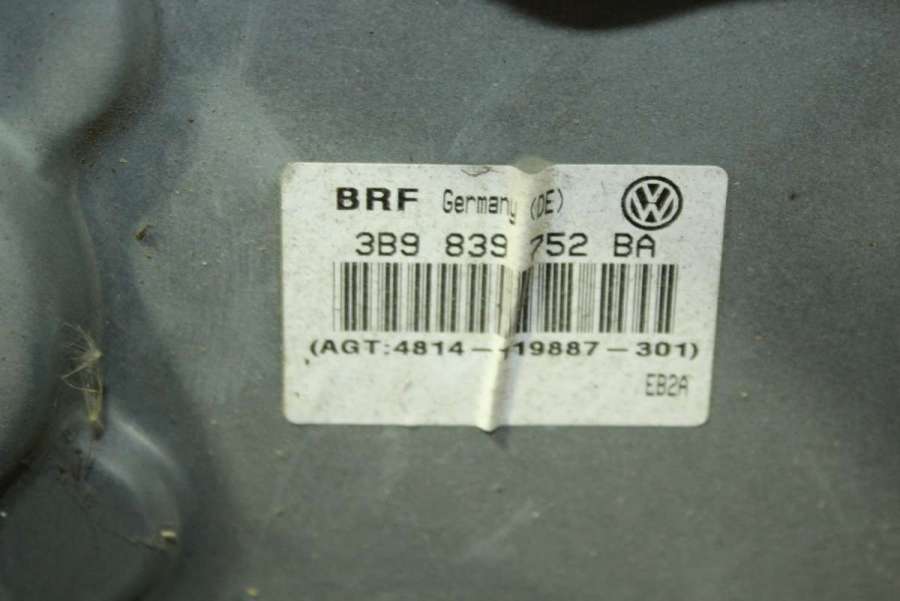 BRF Germany (DE)
3B9 839 752 BA
(AGT:4814-19887-301)
EB2A